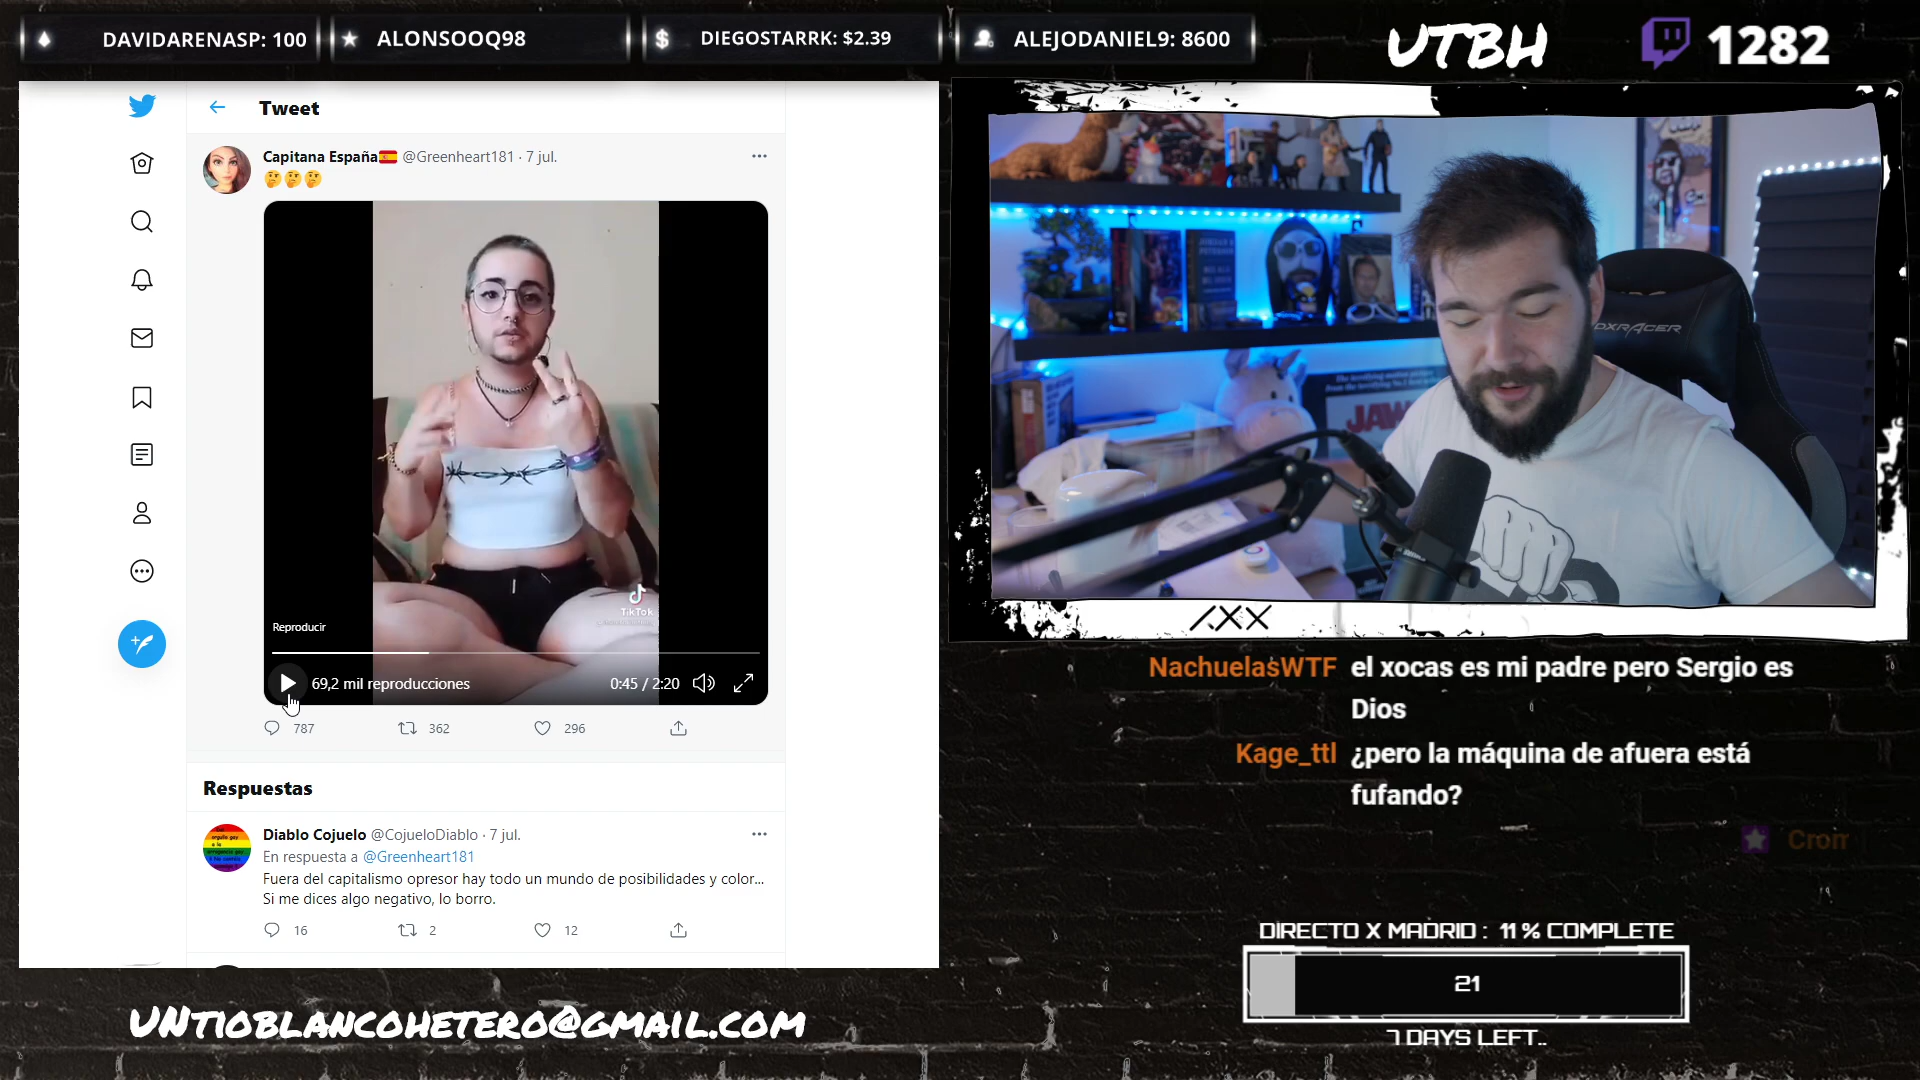 DAVIDARENASP: 100
ALONSOOQ98
DIEGOSTARRK: $2.39
ALEJODANIEL9: 8600
UTBH
1282
Tweet
Capitana España @Greenheart181 · 7 jul.
TikTok
Reproducir
69,2 mil reproducciones
0:45 / 2:20
787
362
296
Respuestas
Diablo Cojuelo @CojueloDiablo · 7 jul.
En respuesta a @Greenheart181
Fuera del capitalismo opresor hay todo un mundo de posibilidades y color...
Si me dices algo negativo, lo borro.
16
2
12
UNTIOBLANCOHETERO@GMAIL.COM
DXRACER
JAWS
NachuelasWTF el xocas es mi padre pero Sergio es
Dios
Kage_ttl ¿pero la máquina de afuera está
fufando?
DIRECTO X MADRID : 11% COMPLETE
21
7 DAYS LEFT..